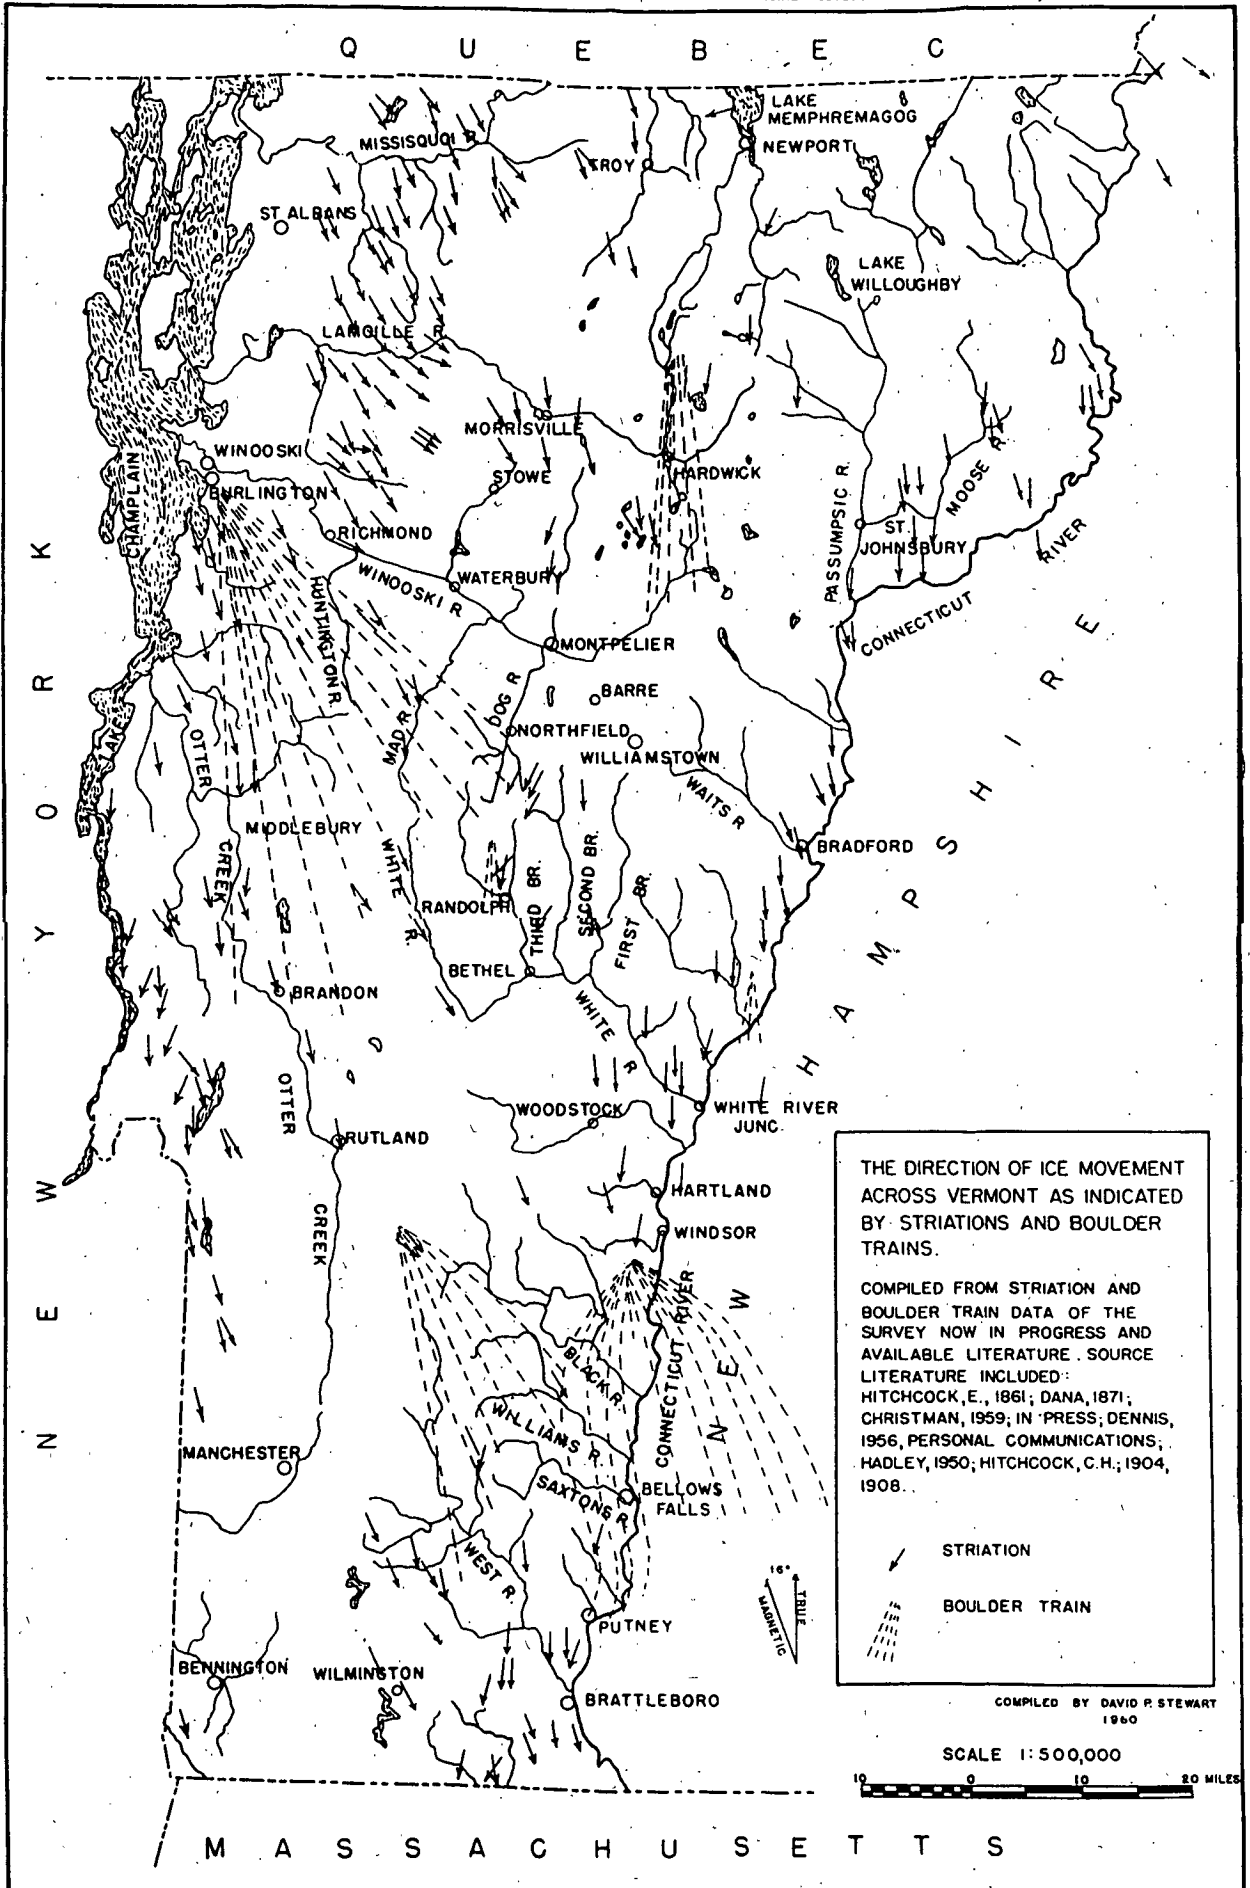 QUEBEC
LAKE
MEMPHREMAGOG
NEWPORT
MISSISQUOI R.
TROY
ST. ALBANS
LAKE
WILLOUGHBY
LAMOILLE R.
MORRISVILLE
WINOOSKI
STOWE
HARDWICK
BURLINGTON
CHAMPLAIN
LAKE
RICHMOND
PASSUMPSIC R.
MOOSE R.
ST.
JOHNSBURY
CONNECTICUT
RIVER
WINOOSKI R
WATERBURY
HUNTINGTON R.
MONTPELIER
BARRE
DOG R
MAD R.
NORTHFIELD
WILLIAMSTOWN
WAITS R
OTTER
CREEK
MIDDLEBURY
BRADFORD
WHITE
R.
RANDOLPH
THIRD BR.
SECOND BR.
FIRST BR.
BETHEL
BRANDON
WHITE
R
OTTER
CREEK
WOODSTOCK
WHITE RIVER
JUNC.
RUTLAND
HARTLAND
WINDSOR
NEW YORK
NEW HAMPSHIRE
BLACK R.
CONNECTICUT RIVER
WILLIAMS R.
SAXTONS R.
BELLOWS
FALLS
MANCHESTER
WEST R.
PUTNEY
BENNINGTON
WILMINGTON
BRATTLEBORO
THE DIRECTION OF ICE MOVEMENT
ACROSS VERMONT AS INDICATED
BY STRIATIONS AND BOULDER
TRAINS.
COMPILED FROM STRIATION AND
BOULDER TRAIN DATA OF THE
SURVEY NOW IN PROGRESS AND
AVAILABLE LITERATURE. SOURCE
LITERATURE INCLUDED:
HITCHCOCK, E., 1861; DANA, 1871;
CHRISTMAN, 1959; IN PRESS; DENNIS,
1956, PERSONAL COMMUNICATIONS;
HADLEY, 1950; HITCHCOCK, C.H.; 1904,
1908.
STRIATION
BOULDER TRAIN
16°
MAGNETIC
TRUE
COMPILED BY DAVID P. STEWART
1960
SCALE 1:500,000
10 0 10 20 MILES
MASSACHUSETTS